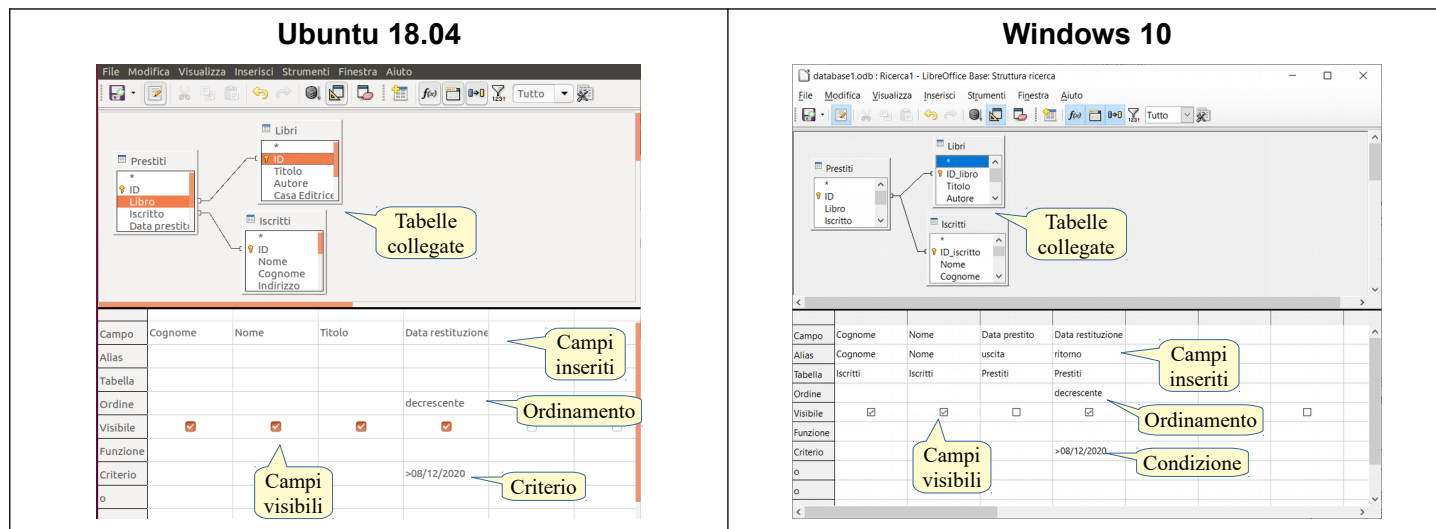 Ubuntu 18.04
File Modifica Visualizza Inserisci Strumenti Finestra Aiuto
f(x)
Tutto
Prestiti
*
ID
Libro
Iscritto
Data prestito
Libri
*
ID
Titolo
Autore
Casa Editrice
Iscritti
*
ID
Nome
Cognome
Indirizzo
Tabelle
collegate
Campo Cognome Nome Titolo Data restituzione
Alias
Tabella
Ordine decrescente
Visibile
Funzione
Criterio >08/12/2020
o
Campi
inseriti
Ordinamento
Campi
visibili
Criterio
Windows 10
database1.odb : Ricerca1 - LibreOffice Base: Struttura ricerca
File Modifica Visualizza Inserisci Strumenti Finestra Aiuto
f(x)
Tutto
Prestiti
*
ID
Libro
Iscritto
Libri
*
ID_libro
Titolo
Autore
Iscritti
*
ID_iscritto
Nome
Cognome
Tabelle
collegate
Campo Cognome Nome Data prestito Data restituzione
Alias Cognome Nome uscita ritorno
Tabella Iscritti Iscritti Prestiti Prestiti
Ordine decrescente
Visibile
Funzione
Criterio >08/12/2020
o
o
Campi
inseriti
Ordinamento
Campi
visibili
Condizione